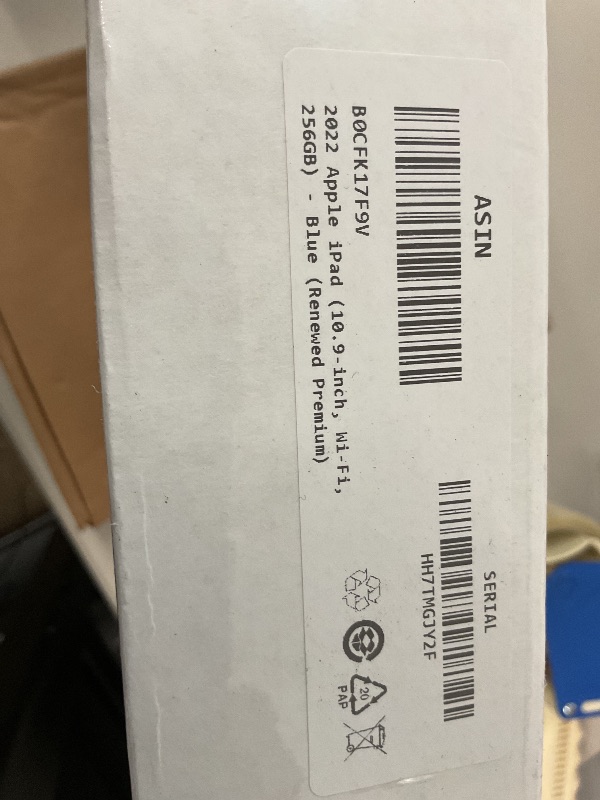 ASIN
B0CFK17F9V
2022 Apple iPad (10.9-inch, Wi-Fi,
256GB) - Blue (Renewed Premium)
SERIAL
HH7TMGJY2F
20
PAP